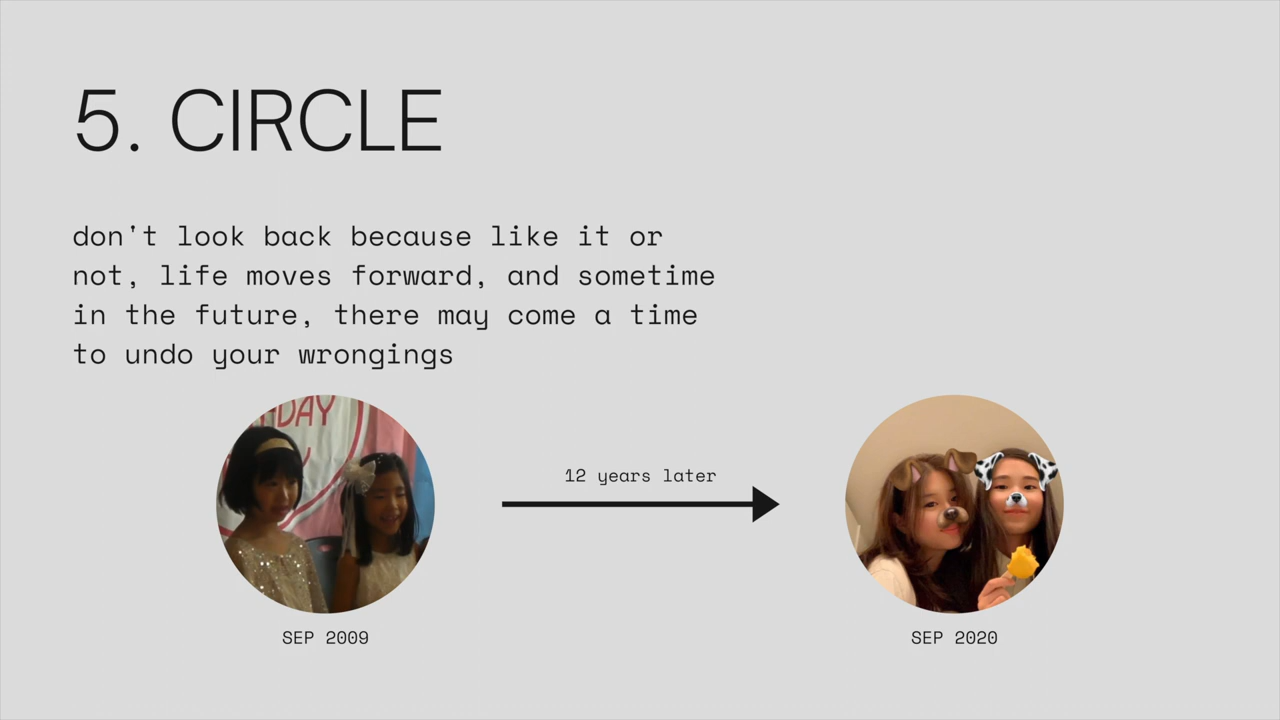 5. CIRCLE
don't look back because like it or
not, life moves forward, and sometime
in the future, there may come a time
to undo your wrongings
DAY
12 years later
SEP 2009
SEP 2020